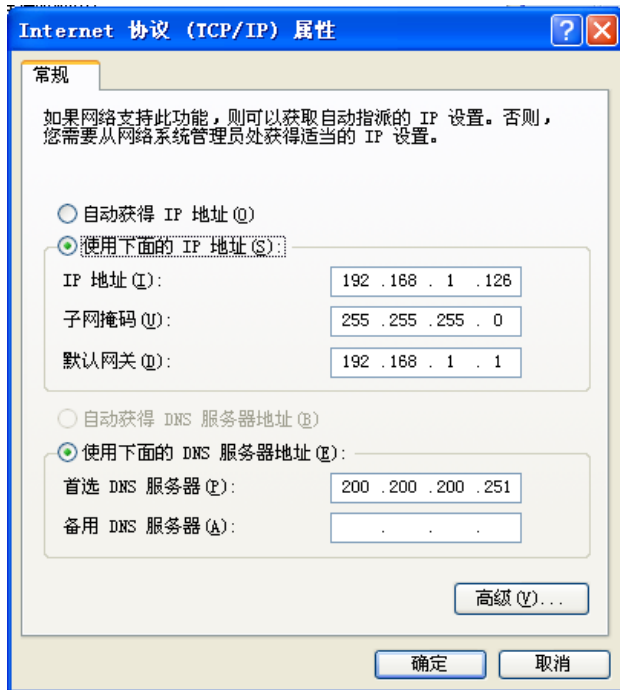 Internet 协议 (TCP/IP) 属性
常规
如果网络支持此功能，则可以获取自动指派的 IP 设置。否则，
您需要从网络系统管理员处获得适当的 IP 设置。
自动获得 IP 地址(O)
使用下面的 IP 地址(S):
IP 地址(I): 192 .168 . 1 .126
子网掩码(U): 255 .255 .255 . 0
默认网关(D): 192 .168 . 1 . 1
自动获得 DNS 服务器地址(B)
使用下面的 DNS 服务器地址(E):
首选 DNS 服务器(P): 200 .200 .200 .251
备用 DNS 服务器(A): . . .
高级(V)...
确定 取消